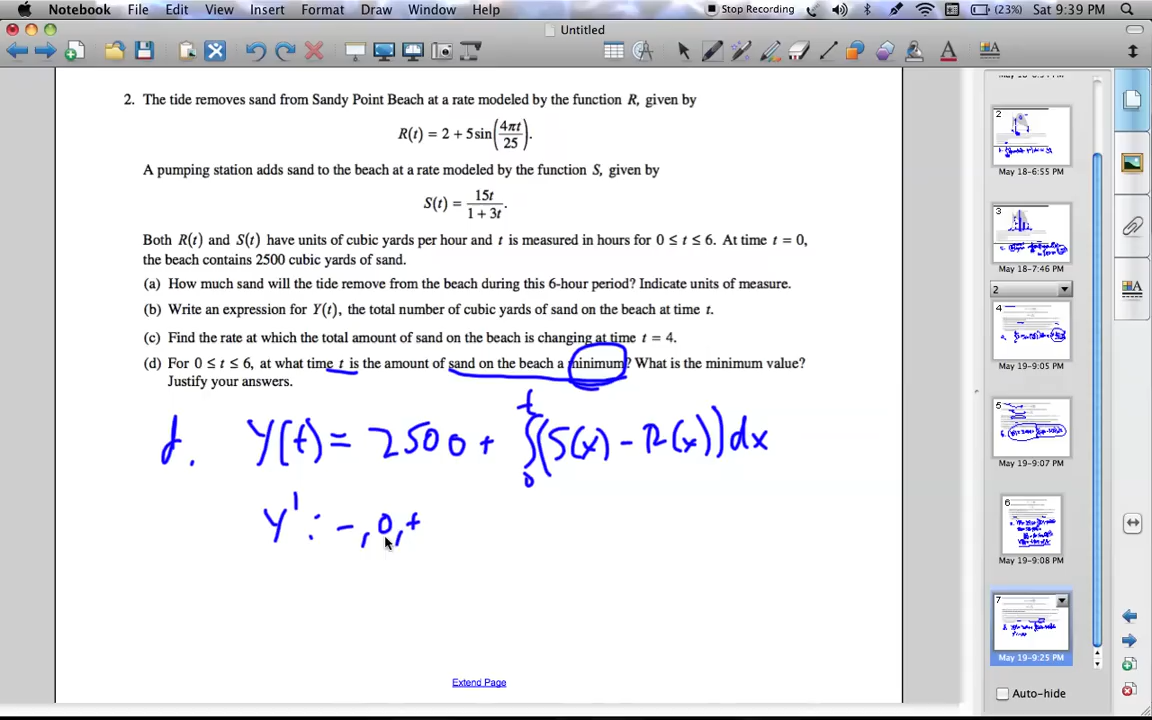 Notebook File Edit View Insert Format Draw Window Help Stop Recording (23%) Sat 9:39 PM
Untitled
2. The tide removes sand from Sandy Point Beach at a rate modeled by the function R, given by
R(t) = 2 + 5 sin(4πt/25).
A pumping station adds sand to the beach at a rate modeled by the function S, given by
S(t) = 15t/(1 + 3t).
Both R(t) and S(t) have units of cubic yards per hour and t is measured in hours for 0 ≤ t ≤ 6. At time t = 0,
the beach contains 2500 cubic yards of sand.
(a) How much sand will the tide remove from the beach during this 6-hour period? Indicate units of measure.
(b) Write an expression for Y(t), the total number of cubic yards of sand on the beach at time t.
(c) Find the rate at which the total amount of sand on the beach is changing at time t = 4.
(d) For 0 ≤ t ≤ 6, at what time t is the amount of sand on the beach a minimum? What is the minimum value?
Justify your answers.
d. Y(t) = 2500 + ∫₀ᵗ (S(x) − R(x)) dx
Y' : −, 0, +
Extend Page
2
May 18-6:55 PM
3
May 18-7:46 PM
2
4
May 19-9:05 PM
5
May 19-9:07 PM
6
May 19-9:08 PM
7
May 19-9:25 PM
Auto-hide